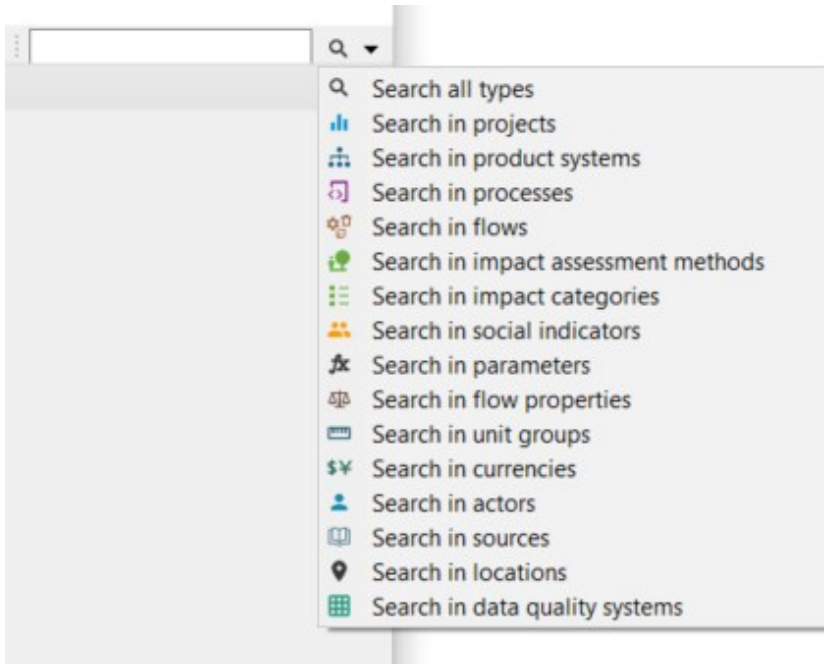 Search all types
Search in projects
Search in product systems
Search in processes
Search in flows
Search in impact assessment methods
Search in impact categories
Search in social indicators
Search in parameters
Search in flow properties
Search in unit groups
Search in currencies
Search in actors
Search in sources
Search in locations
Search in data quality systems